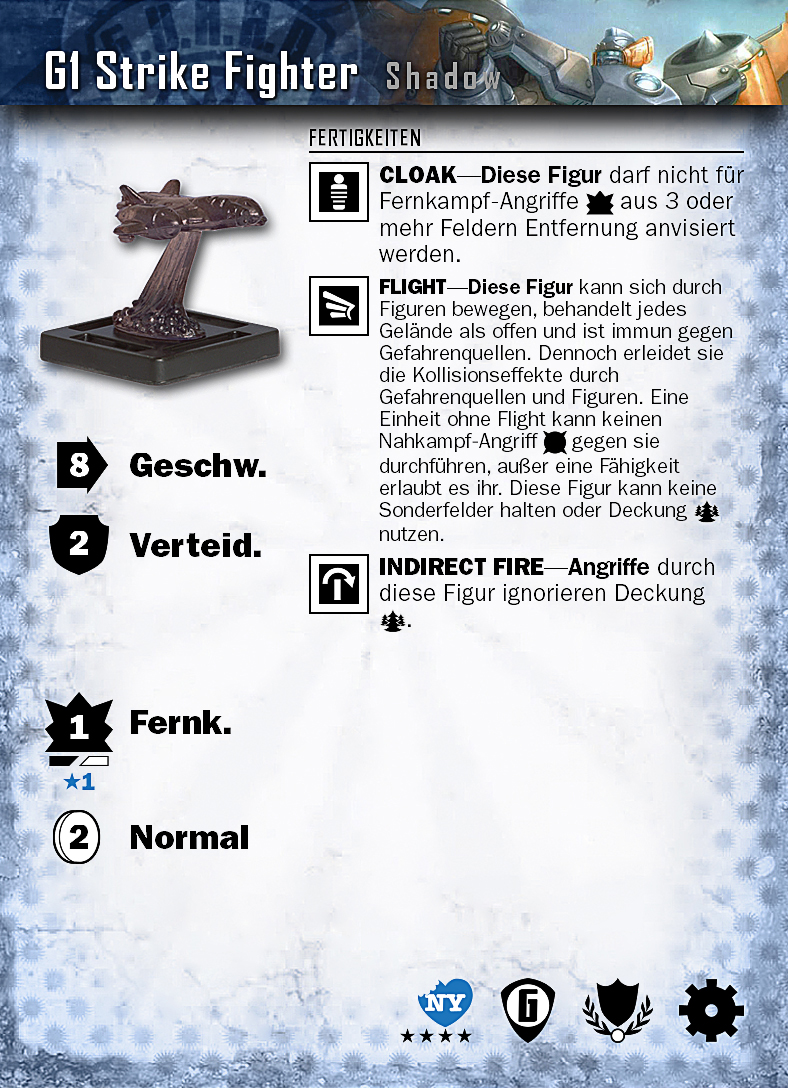 G1 Strike Fighter Shadow
FERTIGKEITEN
CLOAK—Diese Figur darf nicht für
Fernkampf-Angriffe aus 3 oder
mehr Feldern Entfernung anvisiert
werden.
FLIGHT—Diese Figur kann sich durch
Figuren bewegen, behandelt jedes
Gelände als offen und ist immun gegen
Gefahrenquellen. Dennoch erleidet sie
die Kollisionseffekte durch
Gefahrenquellen und Figuren. Eine
Einheit ohne Flight kann keinen
Nahkampf-Angriff gegen sie
durchführen, außer eine Fähigkeit
erlaubt es ihr. Diese Figur kann keine
Sonderfelder halten oder Deckung
nutzen.
INDIRECT FIRE—Angriffe durch
diese Figur ignorieren Deckung
.
8 Geschw.
2 Verteid.
1 Fernk.
★1
2 Normal
NY
★★★★
G